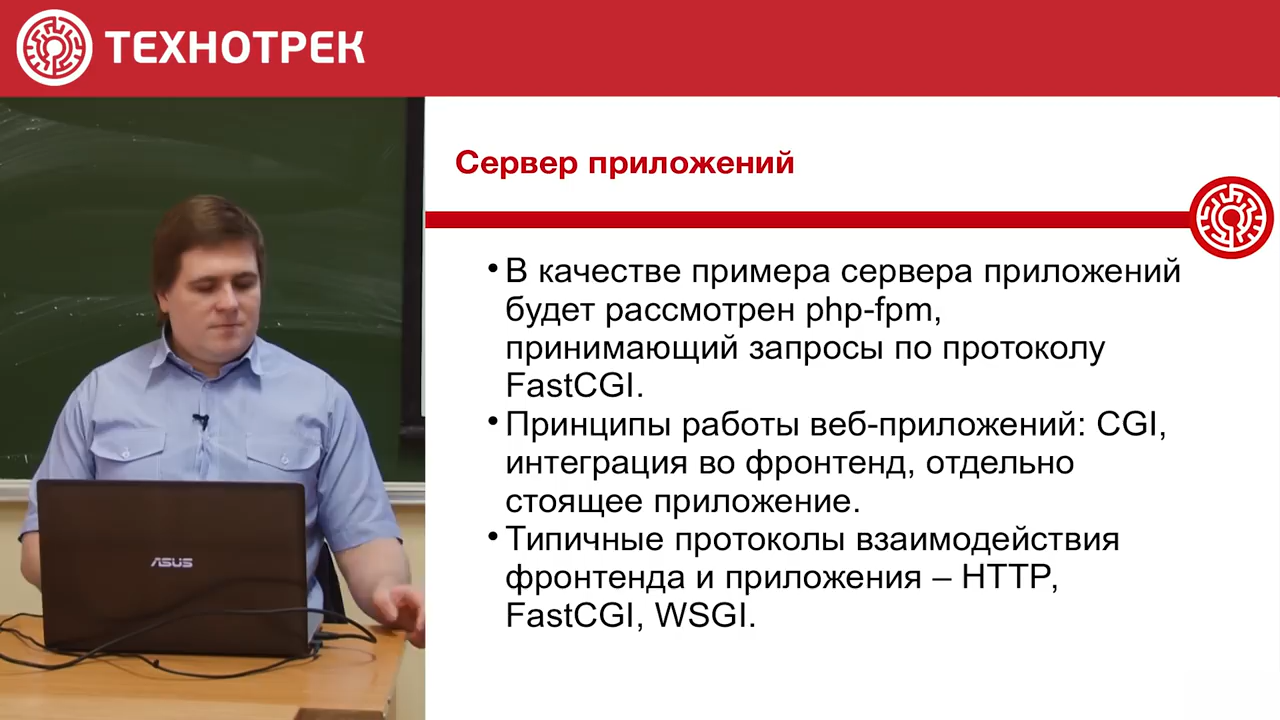 ТЕХНОТРЕК
Сервер приложений
• В качестве примера сервера приложений
будет рассмотрен php-fpm,
принимающий запросы по протоколу
FastCGI.
• Принципы работы веб-приложений: CGI,
интеграция во фронтенд, отдельно
стоящее приложение.
• Типичные протоколы взаимодействия
фронтенда и приложения – HTTP,
FastCGI, WSGI.
ASUS